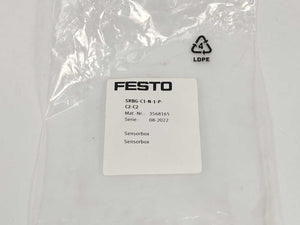 4
LDPE
FESTO
SRBG-C1-N-1-P-
C2-C2
Mat.-Nr.: 3568165
Serie: 08-2022
Sensorbox
Sensorbox